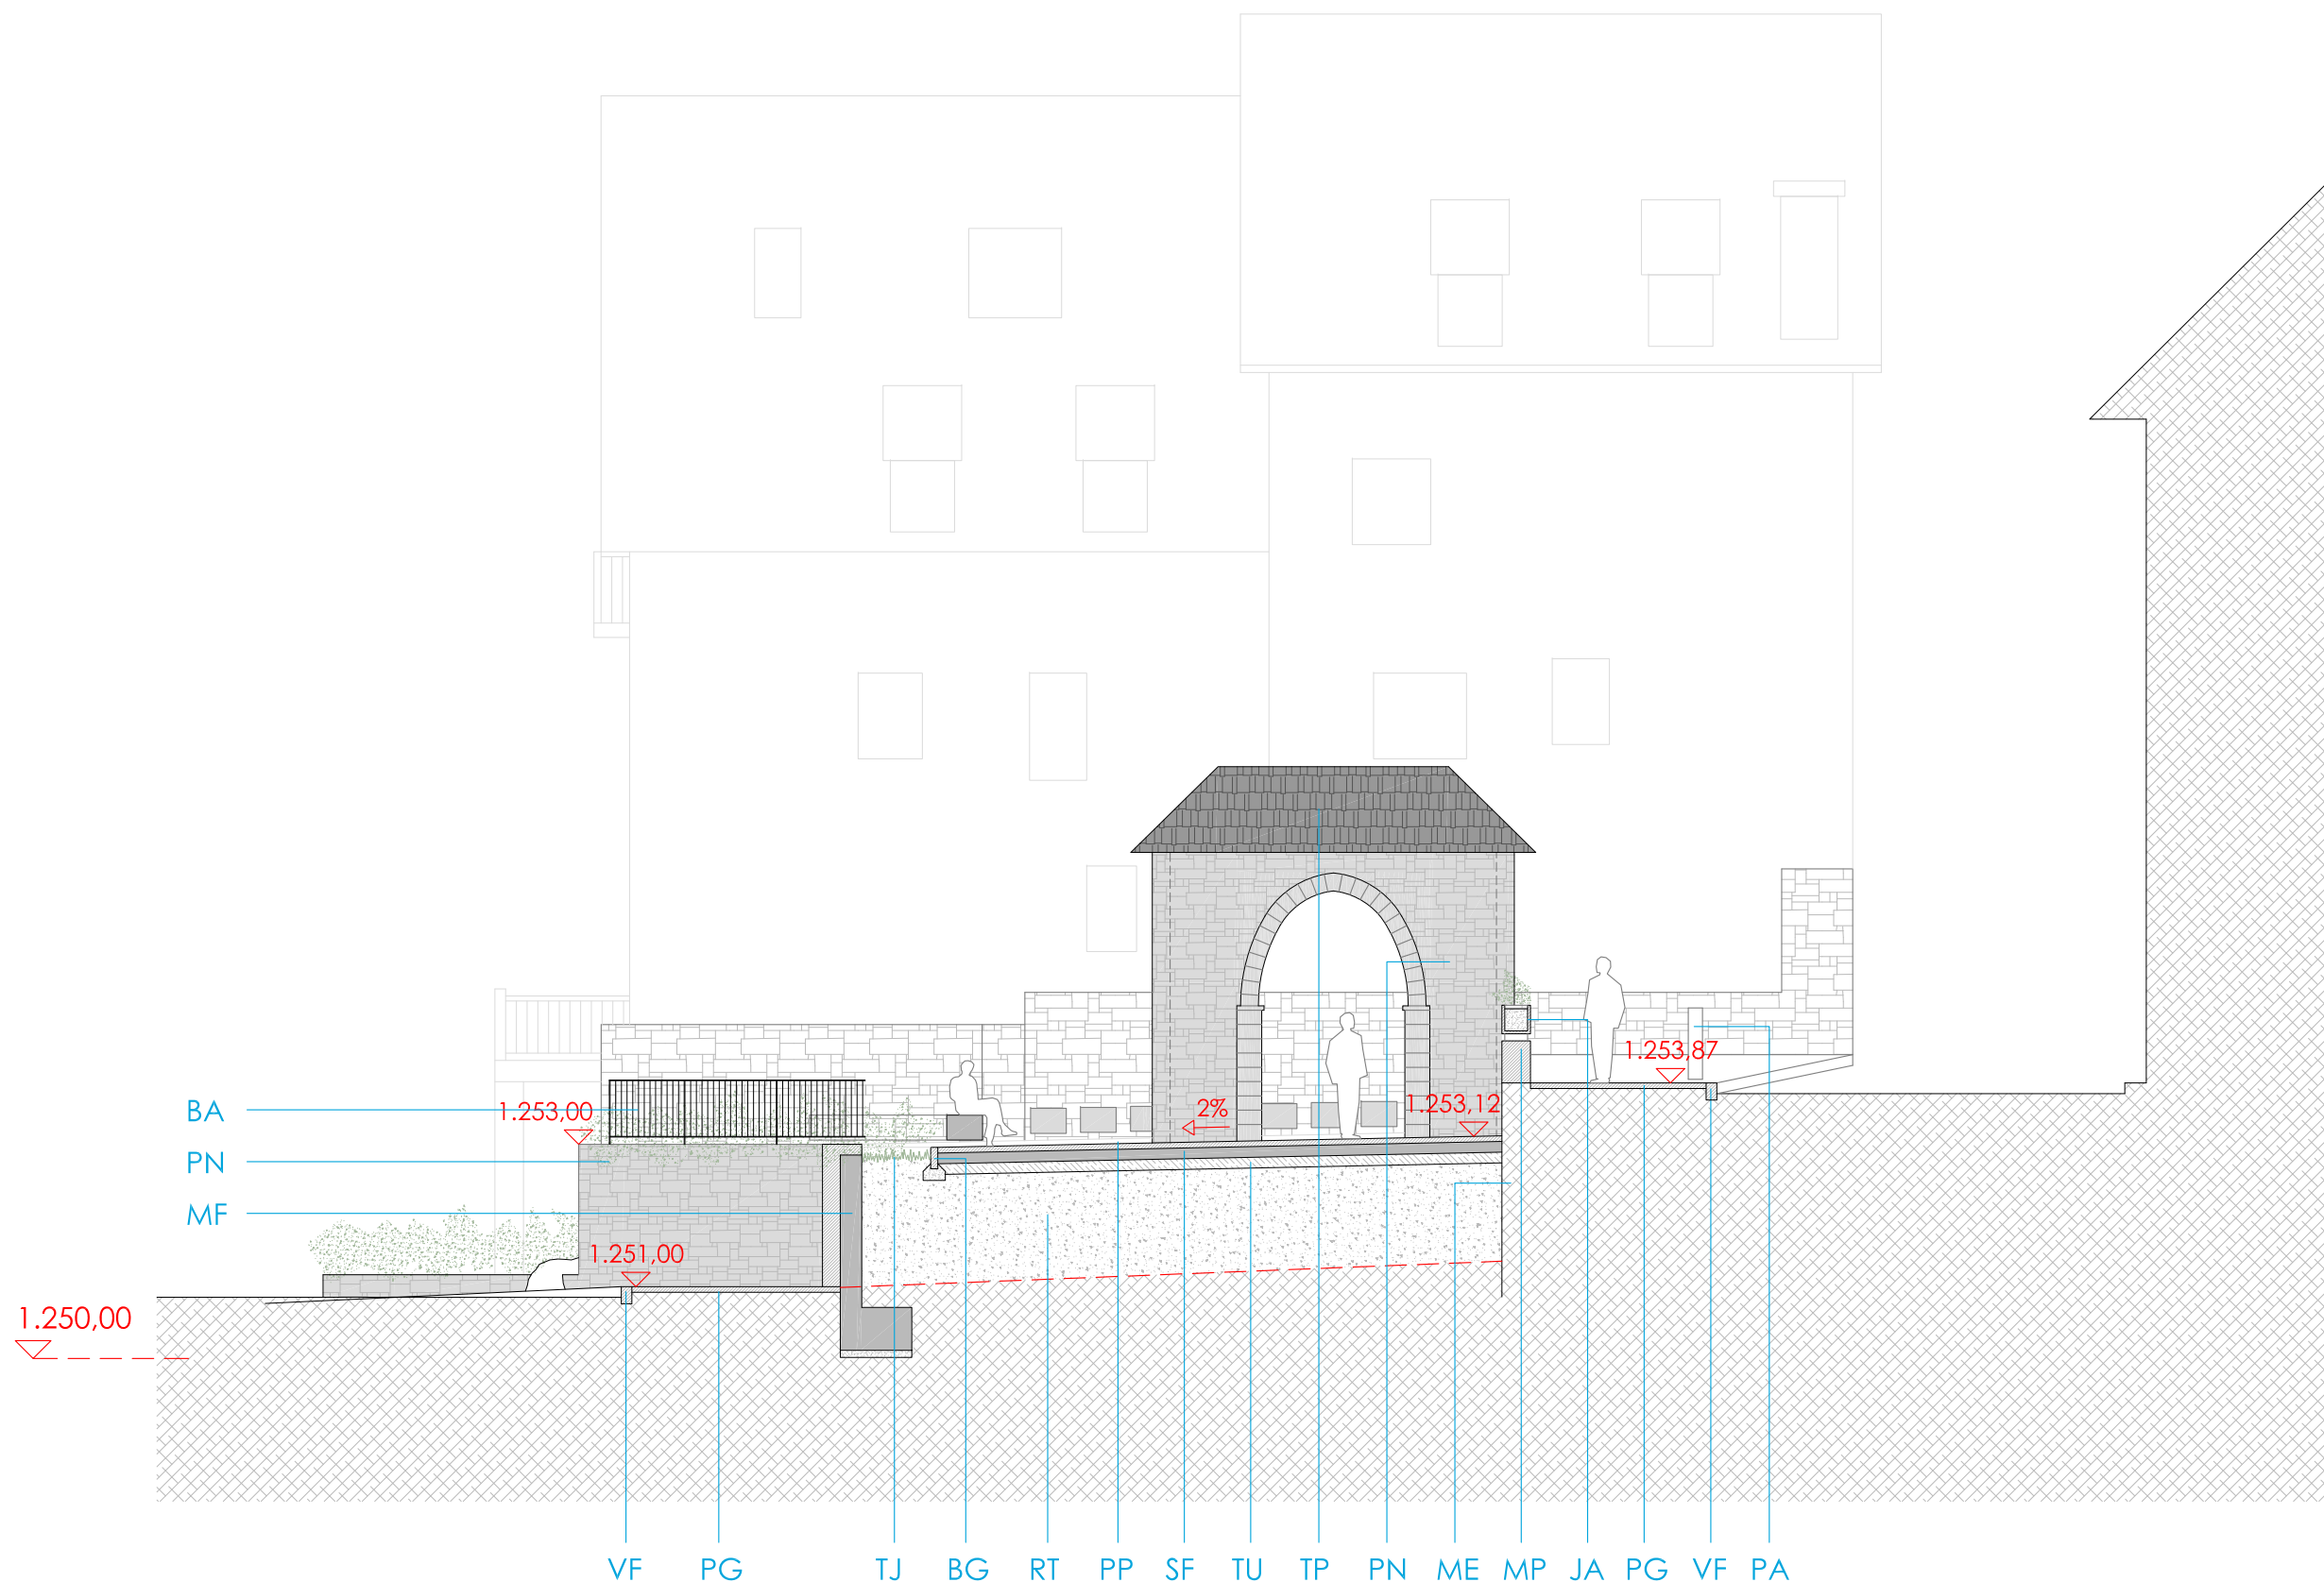 1.253,87
BA
1.253,00
2%
1.253,12
PN
MF
1.251,00
1.250,00
VF PG TJ BG RT PP SF TU TP PN ME MP JA PG VF PA